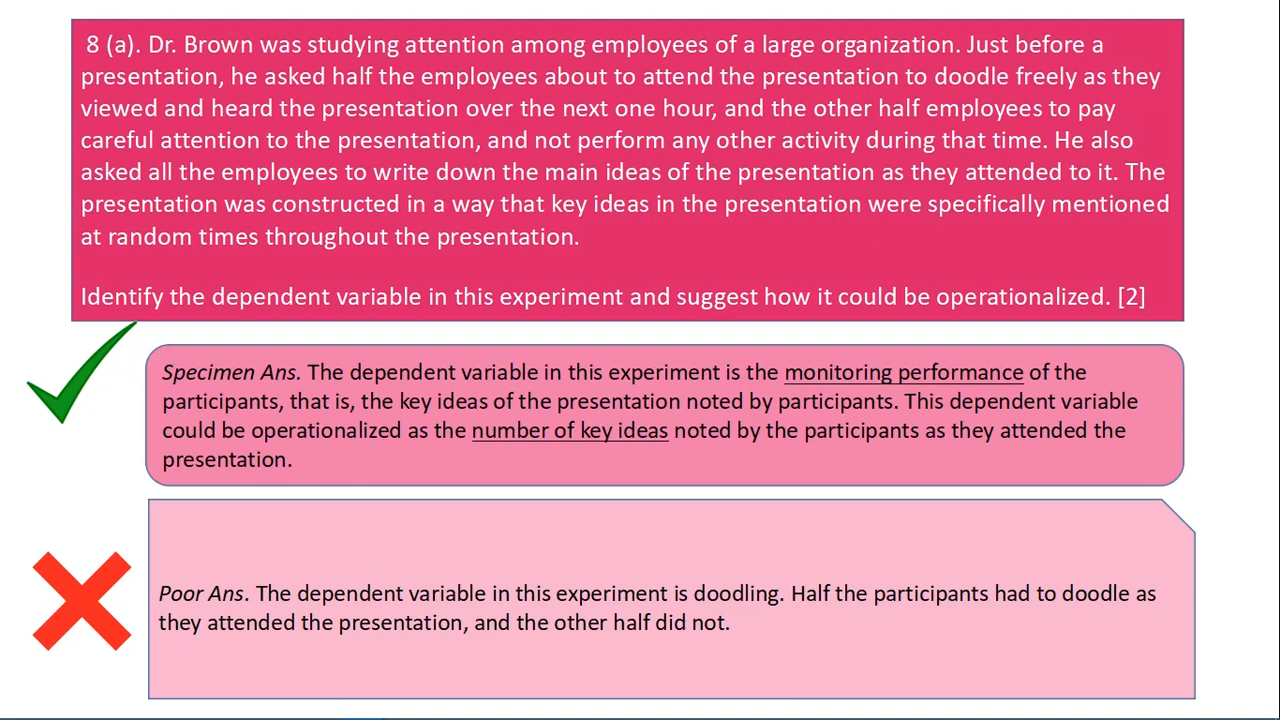 8 (a). Dr. Brown was studying attention among employees of a large organization. Just before a
presentation, he asked half the employees about to attend the presentation to doodle freely as they
viewed and heard the presentation over the next one hour, and the other half employees to pay
careful attention to the presentation, and not perform any other activity during that time. He also
asked all the employees to write down the main ideas of the presentation as they attended to it. The
presentation was constructed in a way that key ideas in the presentation were specifically mentioned
at random times throughout the presentation.
Identify the dependent variable in this experiment and suggest how it could be operationalized. [2]
Specimen Ans. The dependent variable in this experiment is the monitoring performance of the
participants, that is, the key ideas of the presentation noted by participants. This dependent variable
could be operationalized as the number of key ideas noted by the participants as they attended the
presentation.
Poor Ans. The dependent variable in this experiment is doodling. Half the participants had to doodle as
they attended the presentation, and the other half did not.